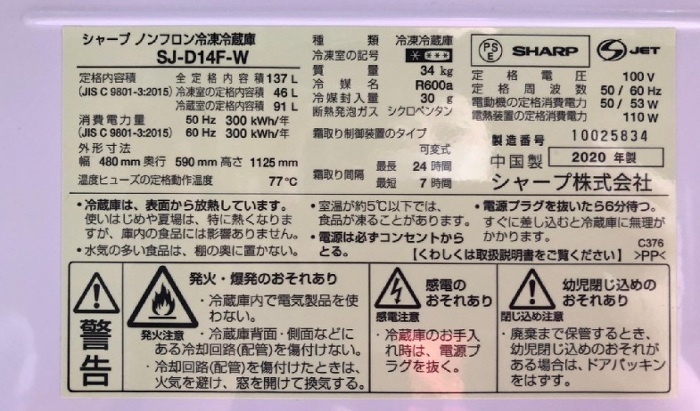 シャープ ノンフロン冷凍冷蔵庫
SJ-D14F-W
定格内容積 全定格内容積 137 L
(JIS C 9801-3:2015) 冷凍室の定格内容積 46 L
冷蔵室の定格内容積 91 L
消費電力量 50 Hz 300 kWh/年
(JIS C 9801-3:2015) 60 Hz 300 kWh/年
外形寸法
幅 480 mm 奥行 590 mm 高さ 1125 mm
温度ヒューズの定格動作温度 77℃
種類 冷凍冷蔵庫
冷凍室の記号 * ***
質量 34 kg
冷媒名 R600a
冷媒封入量 30 g
断熱発泡ガス シクロペンタン
霜取り制御装置のタイプ
可変式
霜取り間隔 最長 24 時間
最短 7 時間
PS E SHARP S JET
定格電圧 100 V
定格周波数 50 / 60 Hz
電動機の定格消費電力 50 / 53 W
電熱装置の定格消費電力 110 W
製造番号 10025834
中国製 2020 年製
シャープ株式会社
・冷蔵庫は、表面から放熱しています。
使いはじめや夏場は、特に熱くなりま
すが、庫内の食品には影響ありません。
・水気の多い食品は、棚の奥に置かない。
・室温が約5℃以下では、
食品が凍ることがあります。
・電源は必ずコンセントから
とる。
・電源プラグを抜いたら6分待つ。
すぐに差し込むと冷蔵庫に無理が
かかります。
【くわしくは取扱説明書をご覧ください】
C376
>PP<
警告
発火・爆発のおそれあり
発火注意
・冷蔵庫内で電気製品を使
わない。
・冷蔵庫背面・側面などに
ある冷却回路(配管)を傷付けない。
・冷却回路(配管)を傷付けたときは、
火気を避け、窓を開けて換気する。
感電の
おそれあり
感電注意
・冷蔵庫のお手入
れ時は、電源プ
ラグを抜く。
幼児閉じ込めの
おそれあり
閉じ込め注意
・廃棄まで保管するとき、
幼児閉じ込めのおそれが
ある場合は、ドアパッキン
をはずす。